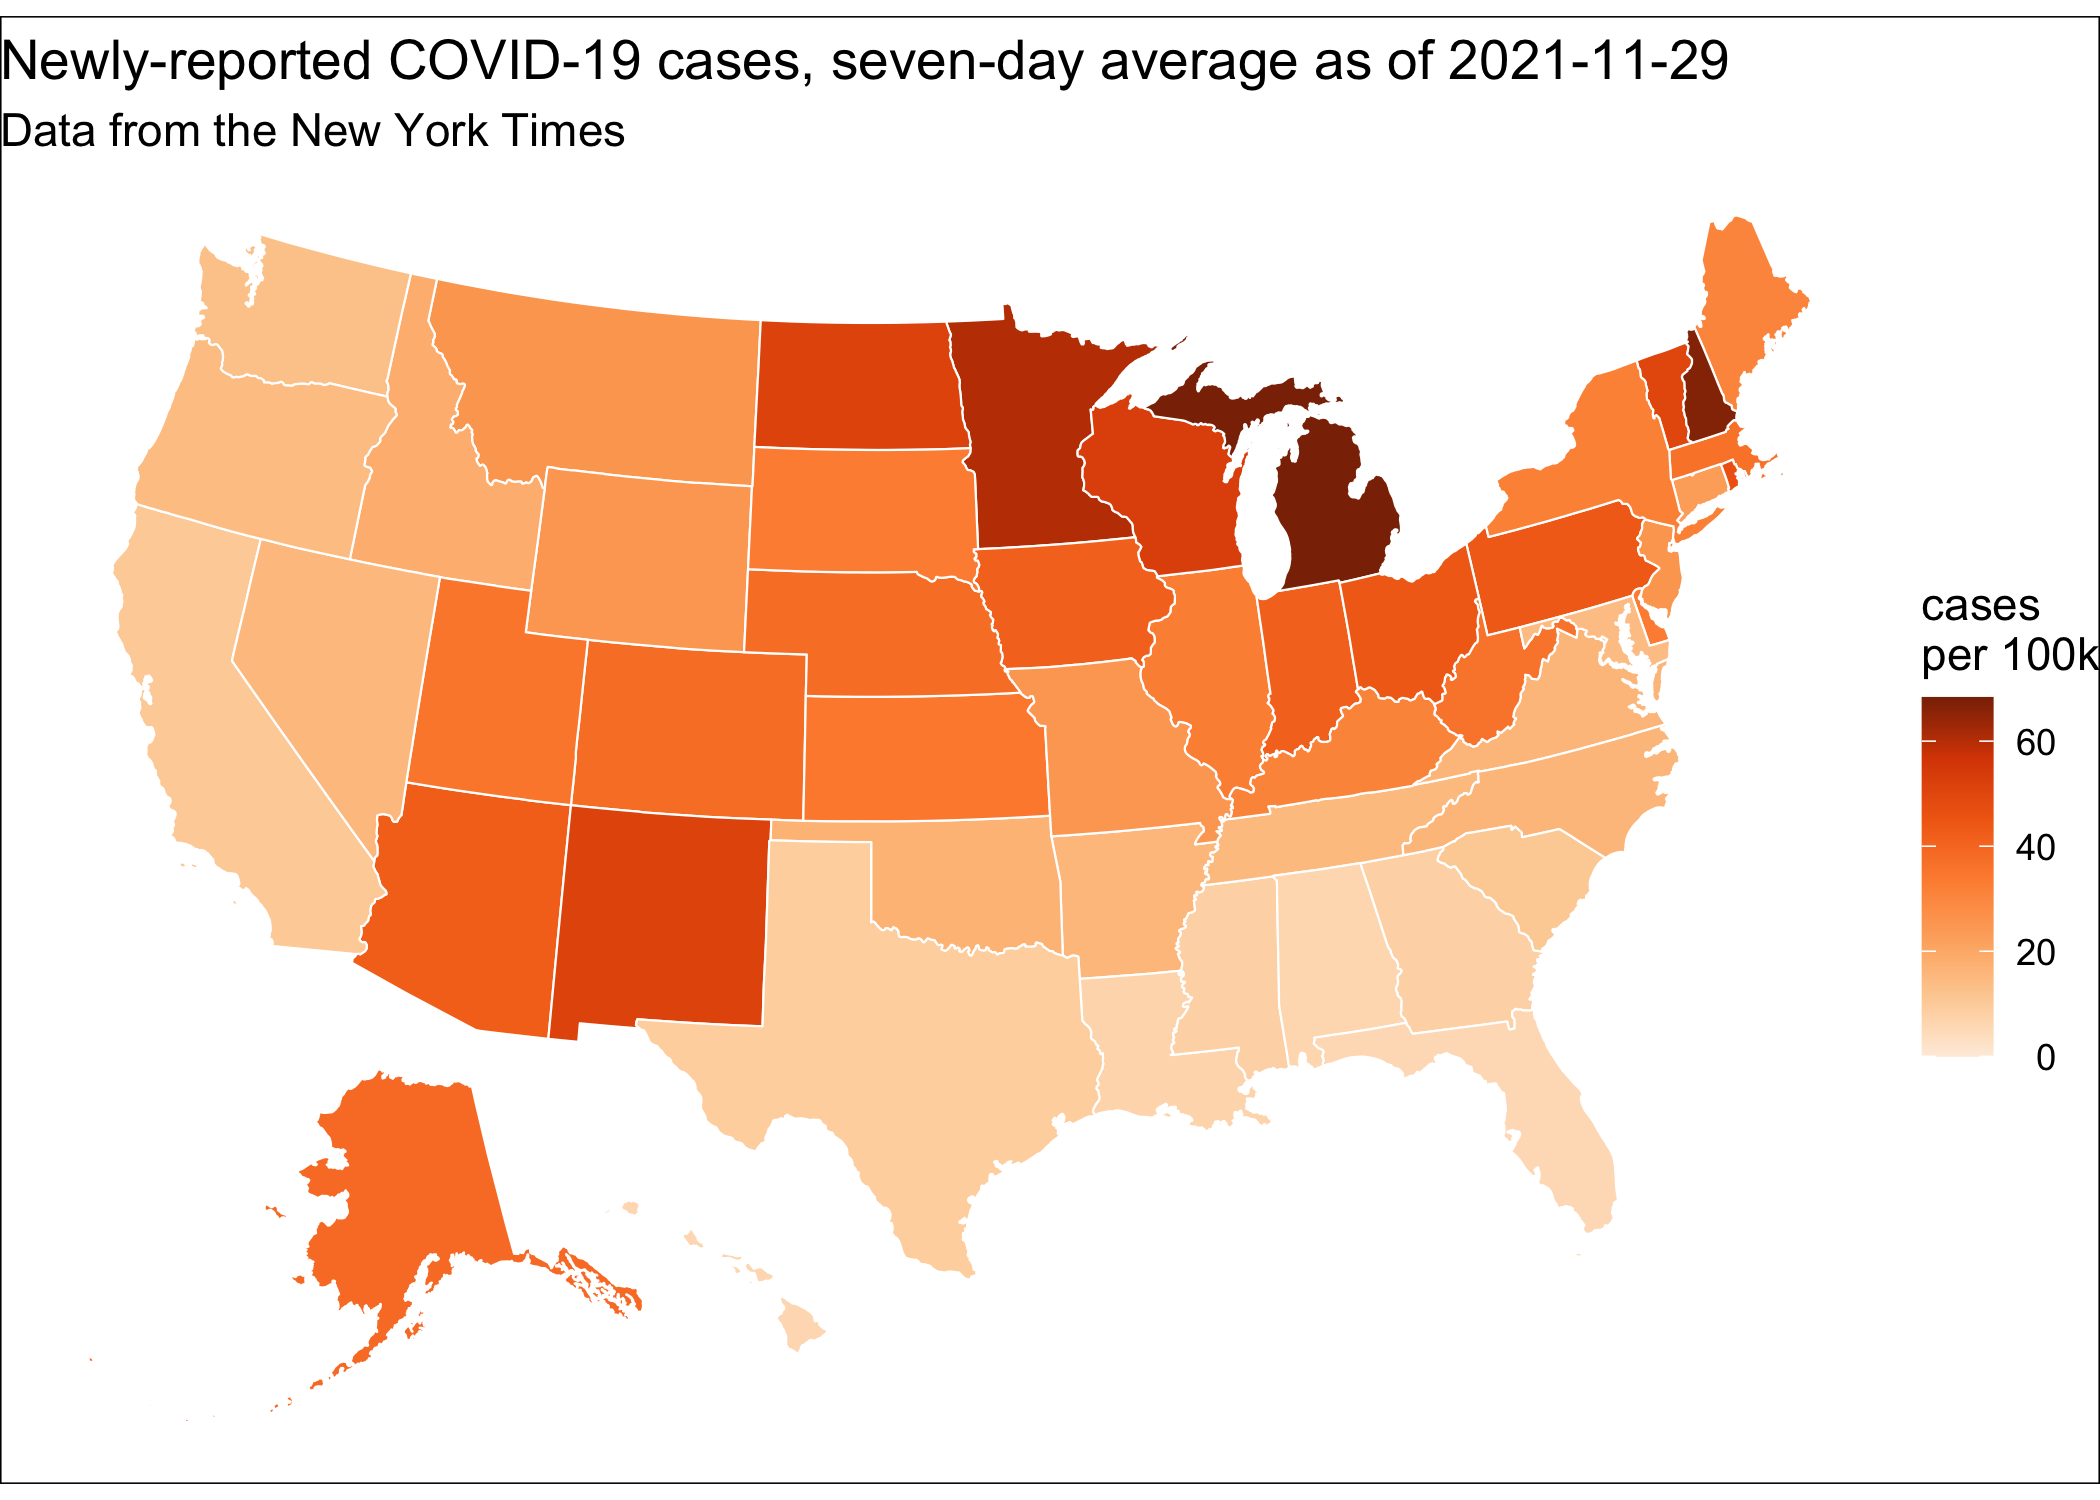 Newly-reported COVID-19 cases, seven-day average as of 2021-11-29
Data from the New York Times
cases
per 100k
60
40
20
0